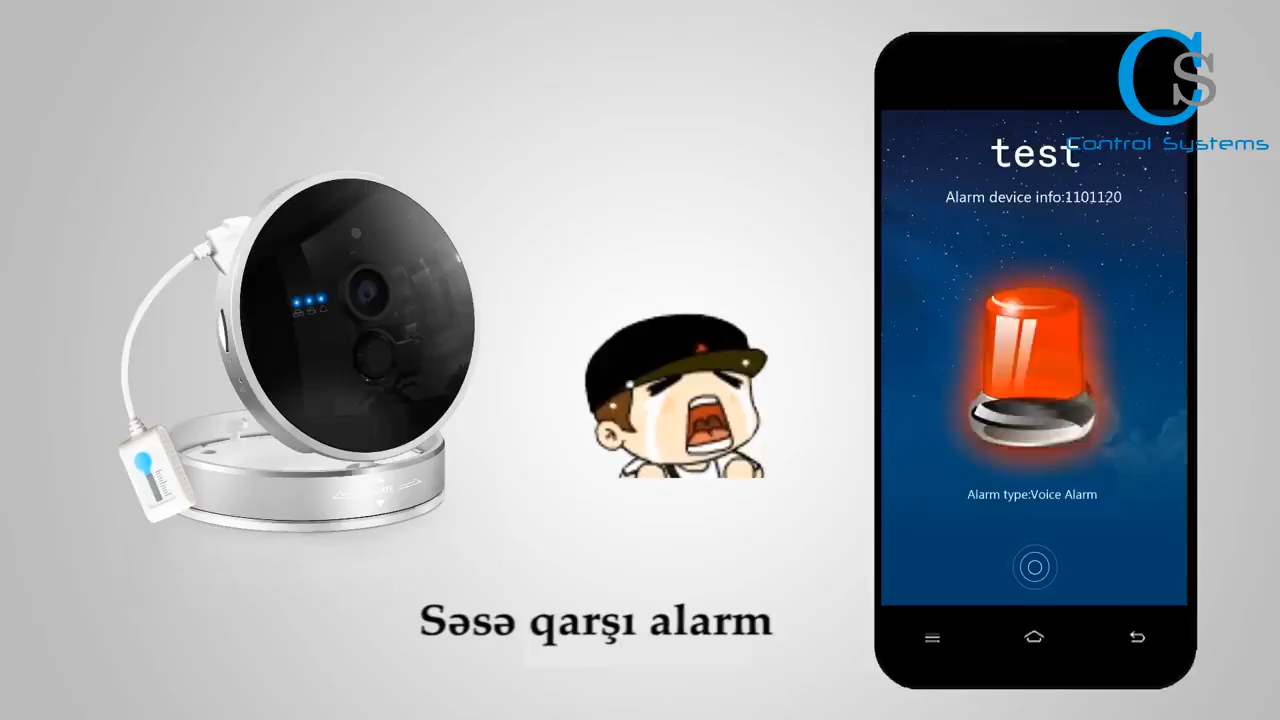 CS
Control Systems
test
Alarm device info:1101120
Alarm type:Voice Alarm
Səsə qarşı alarm